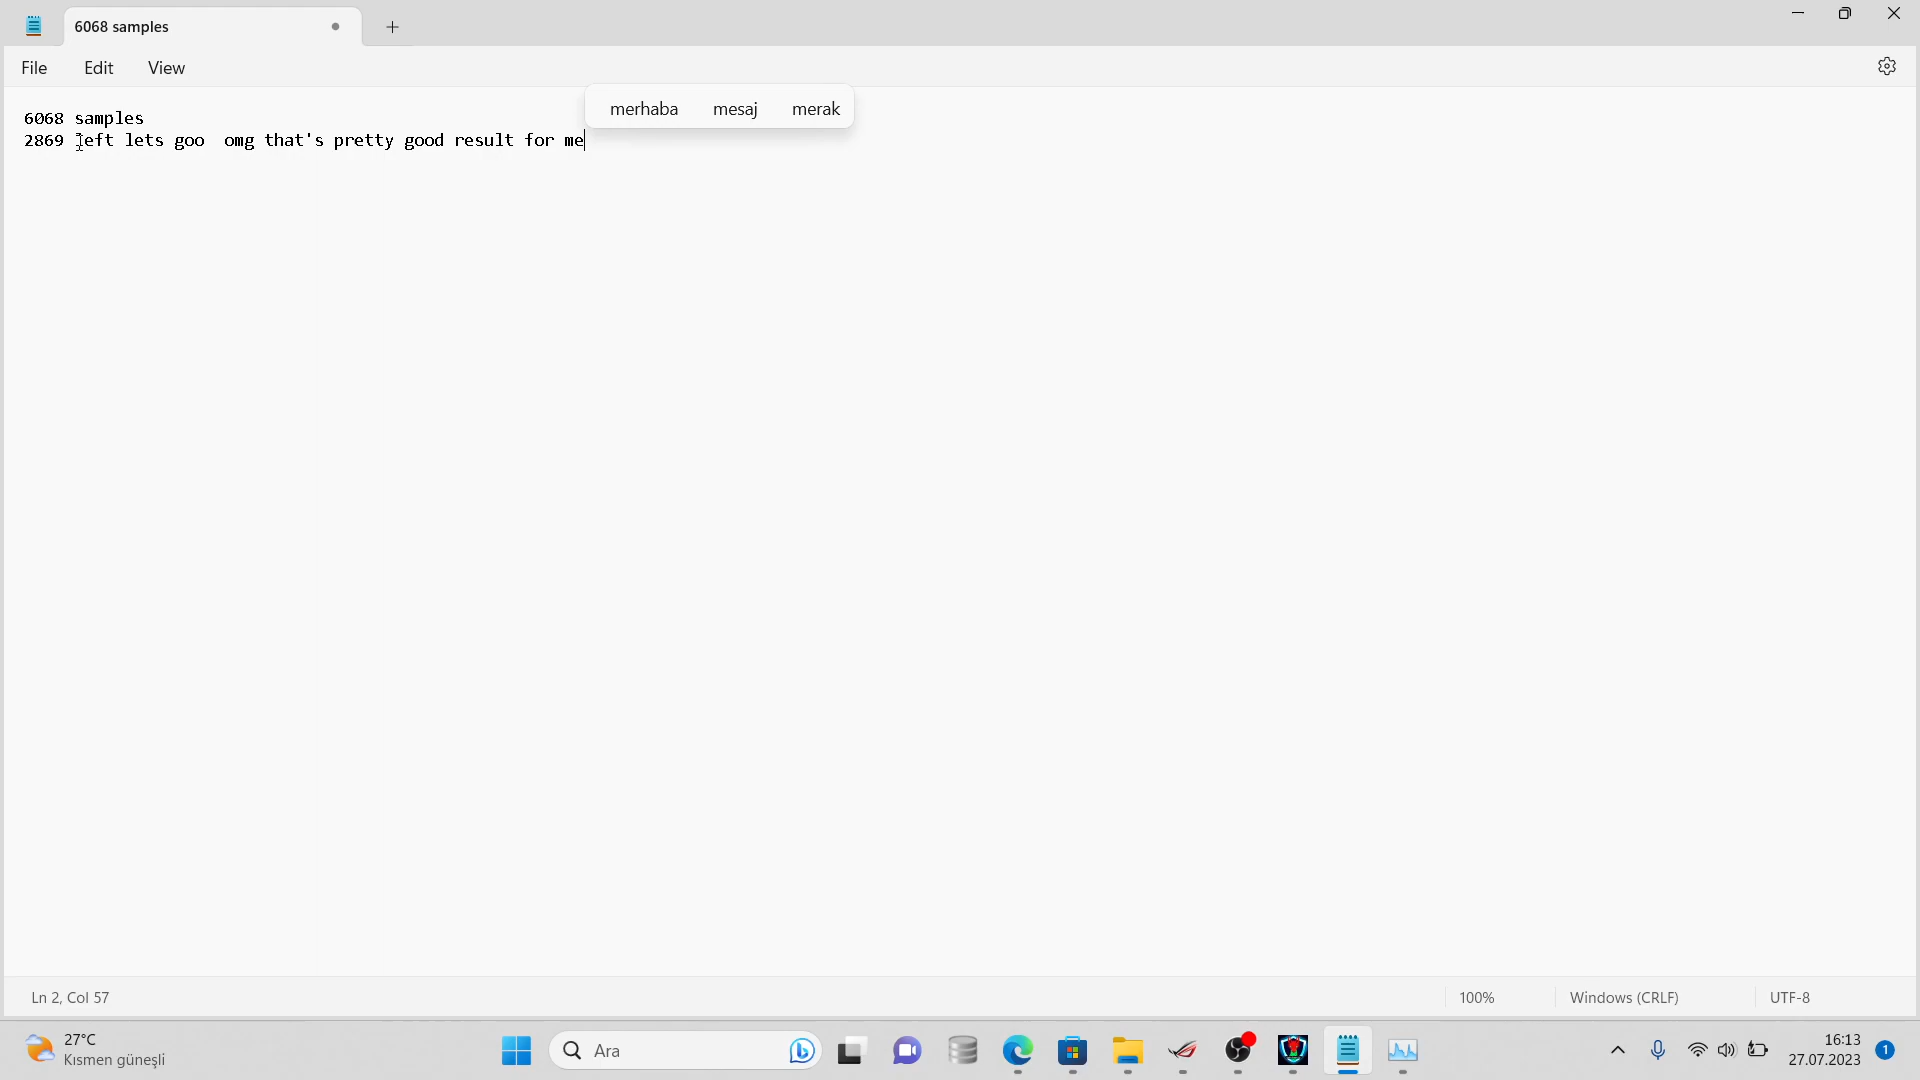 6068 samples
File Edit View
merhaba mesaj merak
6068 samples
2869 left lets goo  omg that's pretty good result for me
Ln 2, Col 57
100%
Windows (CRLF)
UTF-8
27°C
Kısmen güneşli
Ara
16:13
27.07.2023
1